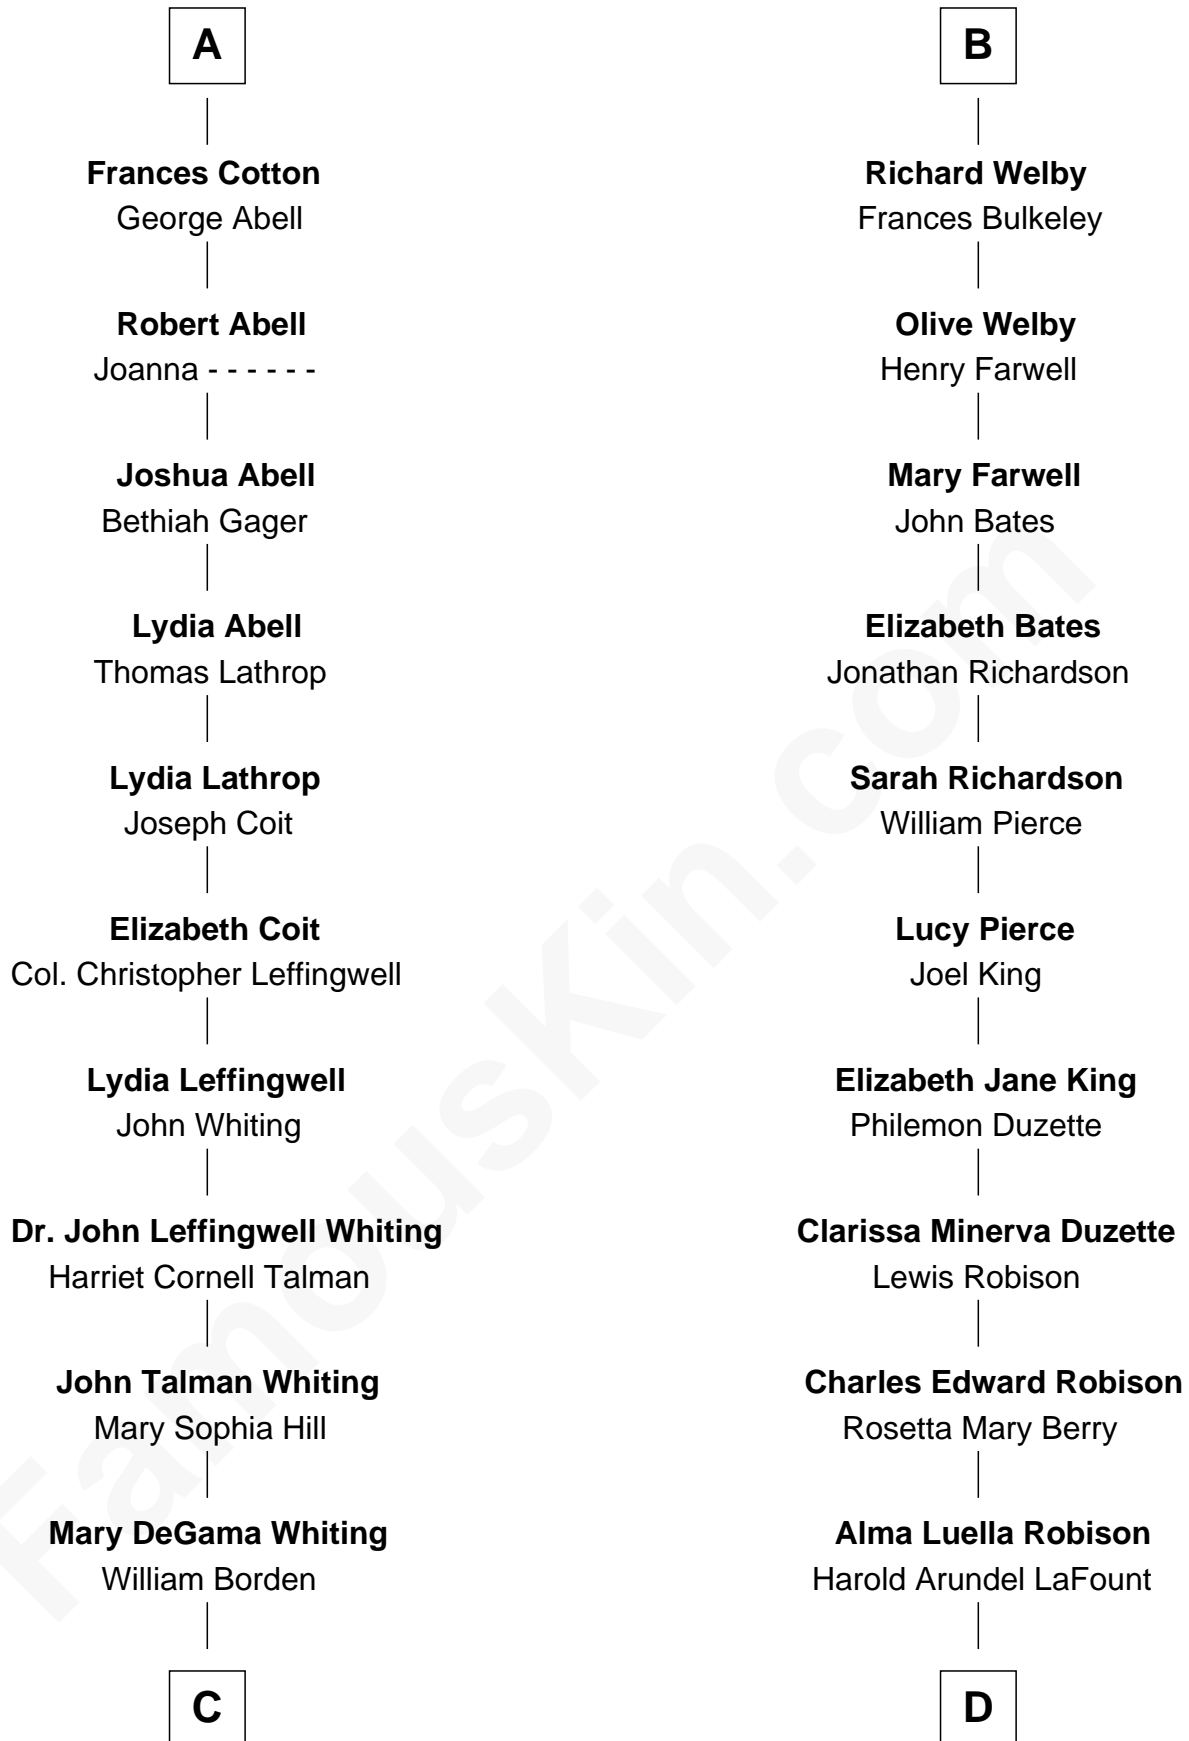 A
Frances Cotton
George Abell
Robert Abell
Joanna - - - - - -
Joshua Abell
Bethiah Gager
Lydia Abell
Thomas Lathrop
Lydia Lathrop
Joseph Coit
Elizabeth Coit
Col. Christopher Leffingwell
Lydia Leffingwell
John Whiting
Dr. John Leffingwell Whiting
Harriet Cornell Talman
John Talman Whiting
Mary Sophia Hill
Mary DeGama Whiting
William Borden
C
B
Richard Welby
Frances Bulkeley
Olive Welby
Henry Farwell
Mary Farwell
John Bates
Elizabeth Bates
Jonathan Richardson
Sarah Richardson
William Pierce
Lucy Pierce
Joel King
Elizabeth Jane King
Philemon Duzette
Clarissa Minerva Duzette
Lewis Robison
Charles Edward Robison
Rosetta Mary Berry
Alma Luella Robison
Harold Arundel LaFount
D
FamousKin.com